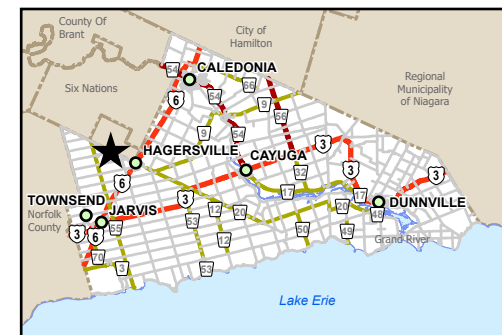 County Of
Brant
City of
Hamilton
Six Nations
Regional
Municipality
of Niagara
54
CALEDONIA
66
6
54
9
56
6
9
54
HAGERSVILLE
3
3
CAYUGA
32
3
6
17
17
3
TOWNSEND
Norfolk
County
JARVIS
3
53
20
20
48
DUNNVILLE
3
6
55
12
12
50
49
Grand River
70
3
53
Lake Erie